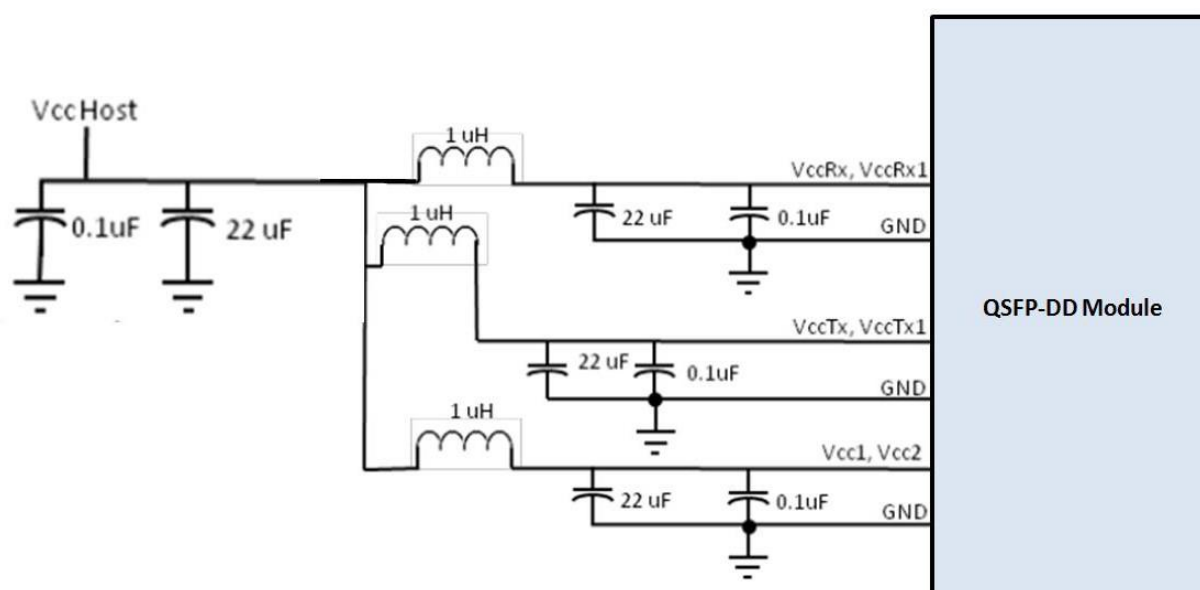 VccHost
0.1uF
22 uF
1 uH
VccRx, VccRx1
22 uF
0.1uF
GND
1 uH
VccTx, VccTx1
22 uF
0.1uF
GND
1 uH
Vcc1, Vcc2
22 uF
0.1uF
GND
QSFP-DD Module